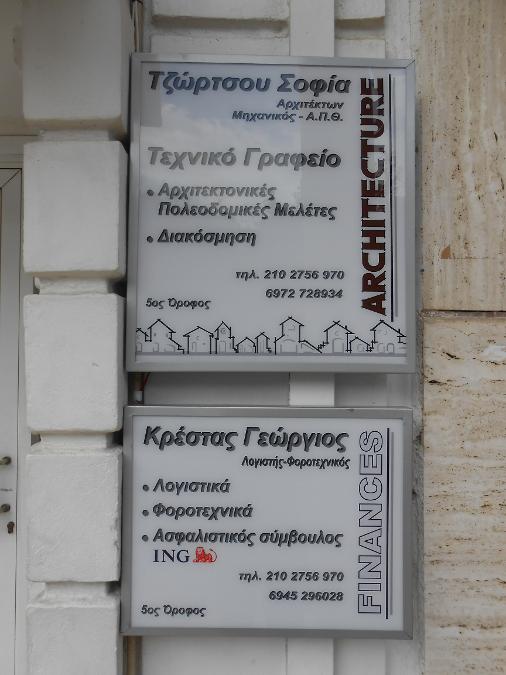 Τζώρτσου Σοφία
Αρχιτέκτων
Μηχανικός - Α.Π.Θ.
Τεχνικό Γραφείο
• Αρχιτεκτονικές
Πολεοδομικές Μελέτες
• Διακόσμηση
τηλ. 210 2756 970
6972 728934
5ος Όροφος
ARCHITECTURE
Κρέστας Γεώργιος
Λογιστής-Φοροτεχνικός
• Λογιστικά
• Φοροτεχνικά
• Ασφαλιστικός σύμβουλος
ING
τηλ. 210 2756 970
6945 296028
5ος Όροφος
FINANCES